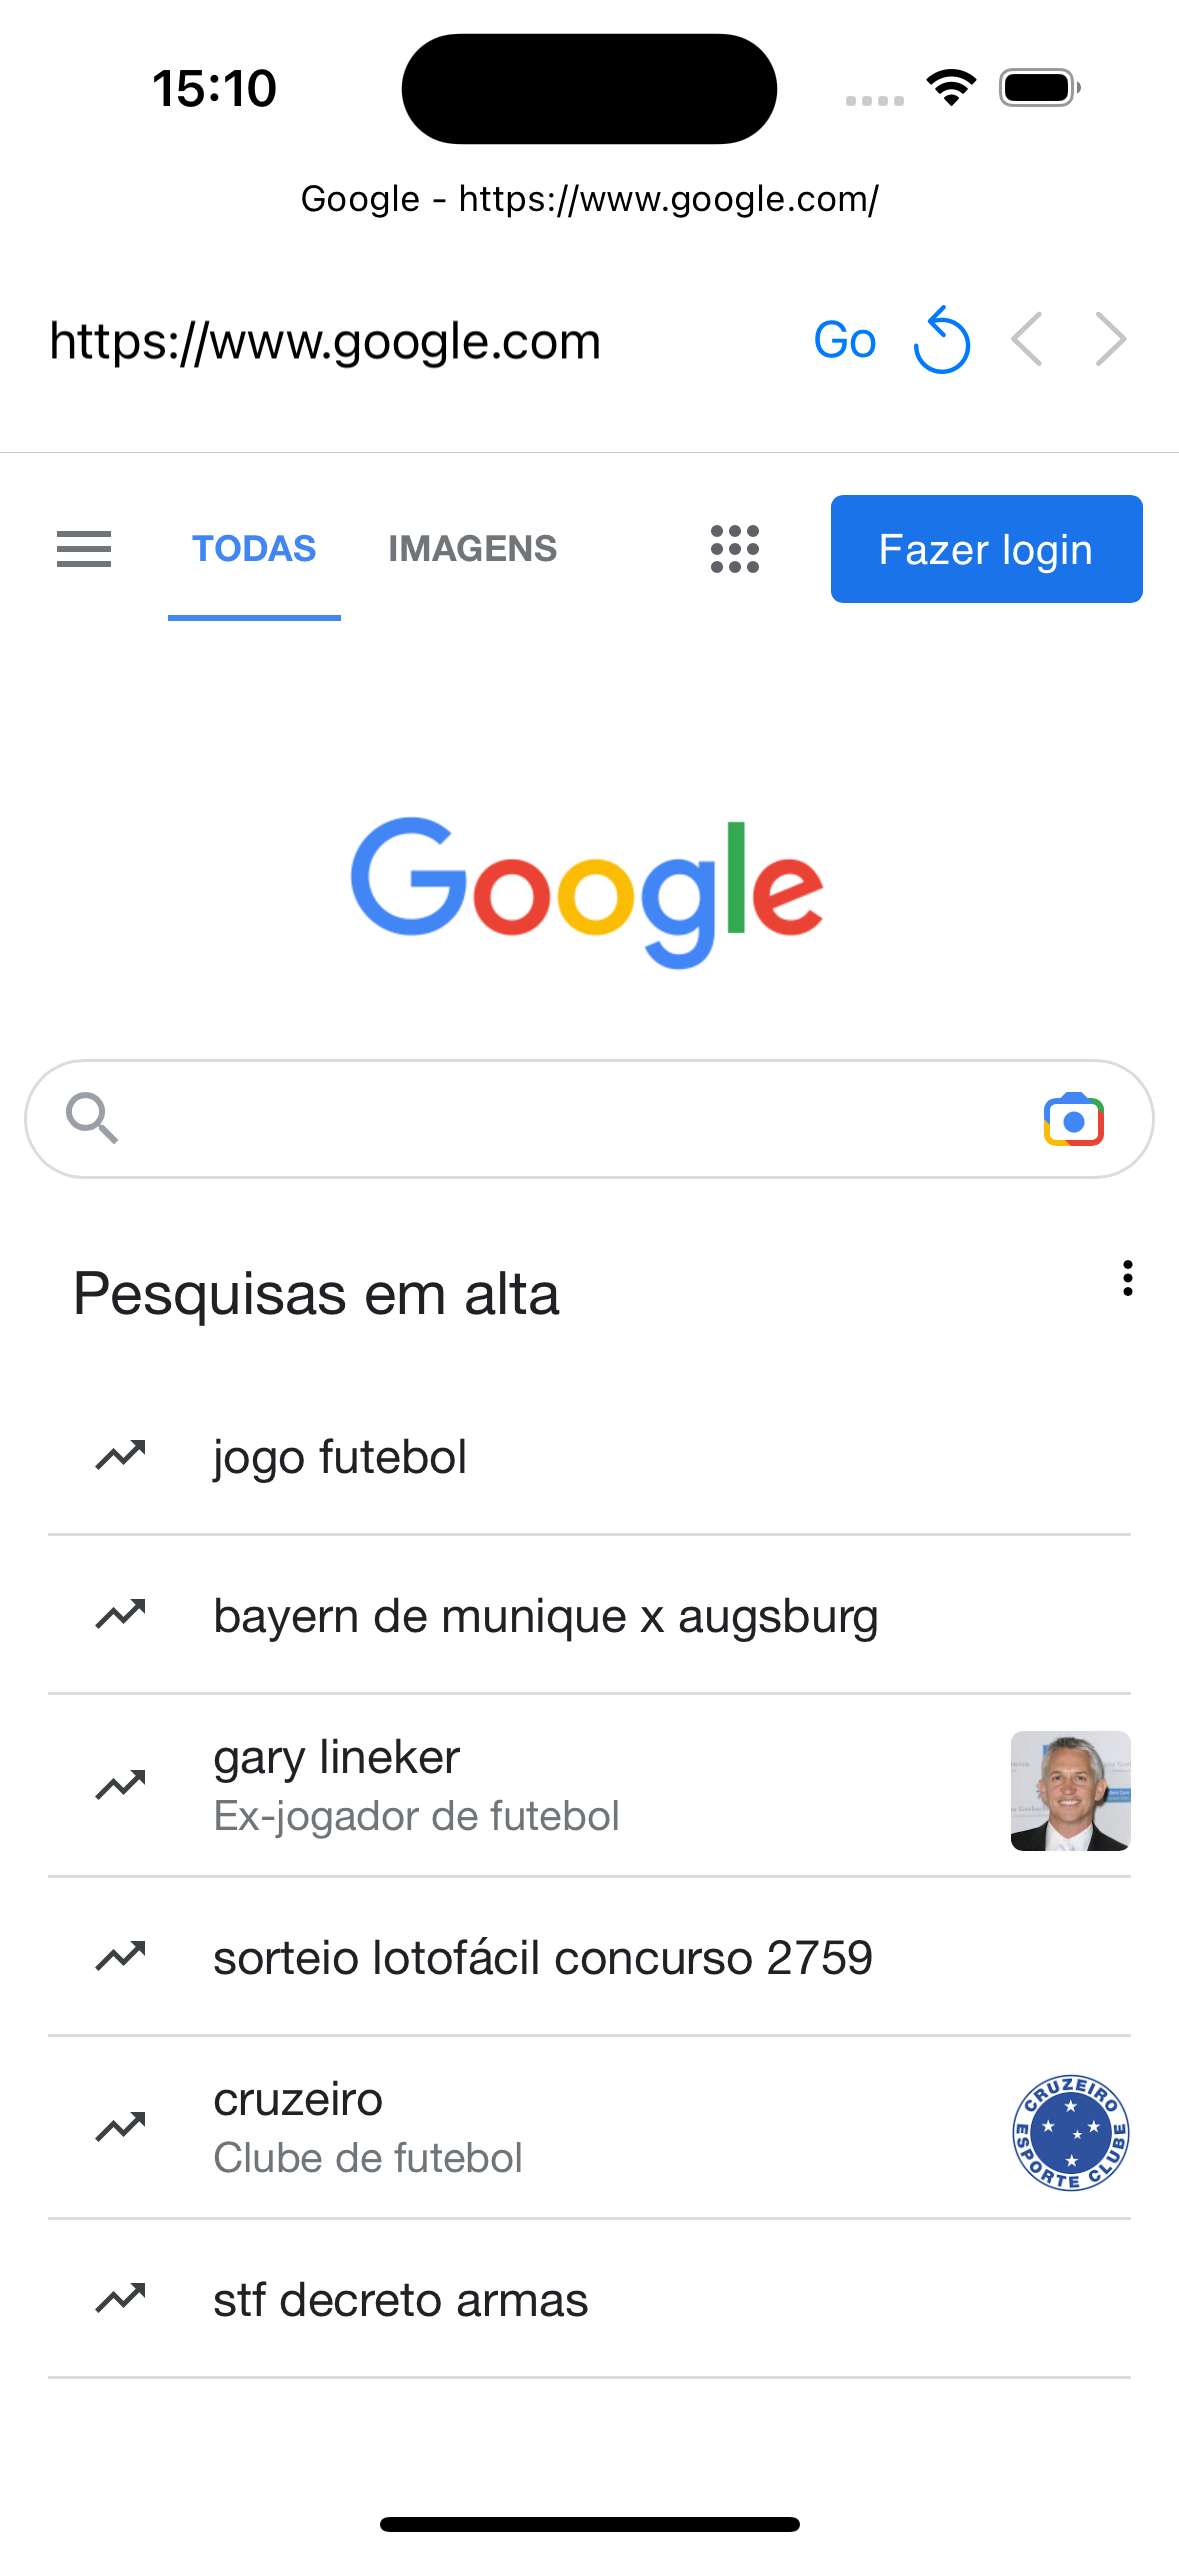 15:10
Google - https://www.google.com/
https://www.google.com
Go
TODAS
IMAGENS
Fazer login
Google
Pesquisas em alta
jogo futebol
bayern de munique x augsburg
gary lineker
Ex-jogador de futebol
sorteio lotofácil concurso 2759
cruzeiro
Clube de futebol
CRUZEIRO
ESPORTE CLUBE
stf decreto armas